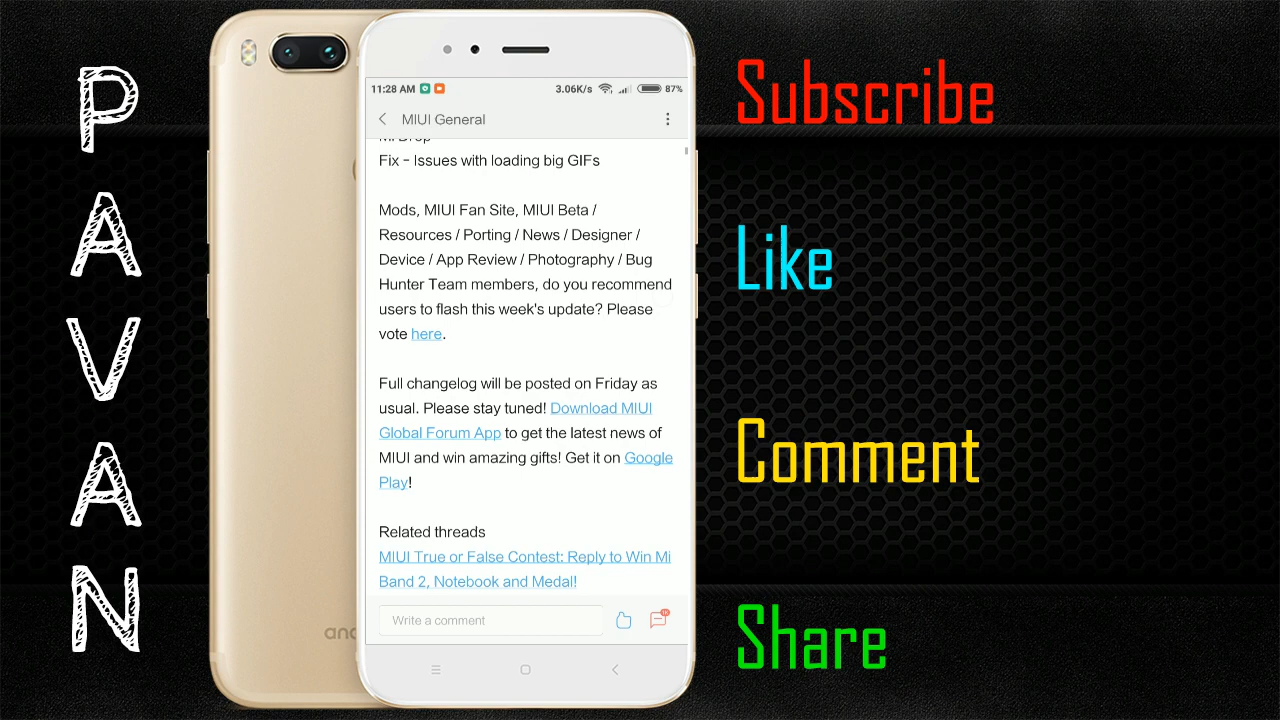 PAVAN
11:28 AM 3.06K/s 87%
MIUI General
Mi Drop
Fix - Issues with loading big GIFs
Mods, MIUI Fan Site, MIUI Beta /
Resources / Porting / News / Designer /
Device / App Review / Photography / Bug
Hunter Team members, do you recommend
users to flash this week's update? Please
vote here.
Full changelog will be posted on Friday as
usual. Please stay tuned! Download MIUI
Global Forum App to get the latest news of
MIUI and win amazing gifts! Get it on Google
Play!
Related threads
MIUI True or False Contest: Reply to Win Mi
Band 2, Notebook and Medal!
Write a comment
Subscribe
Like
Comment
Share